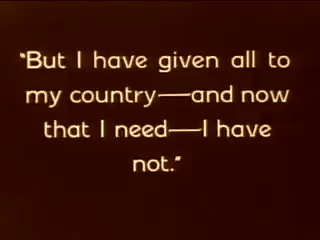 "But I have given all to
my country—and now
that I need—I have
not."